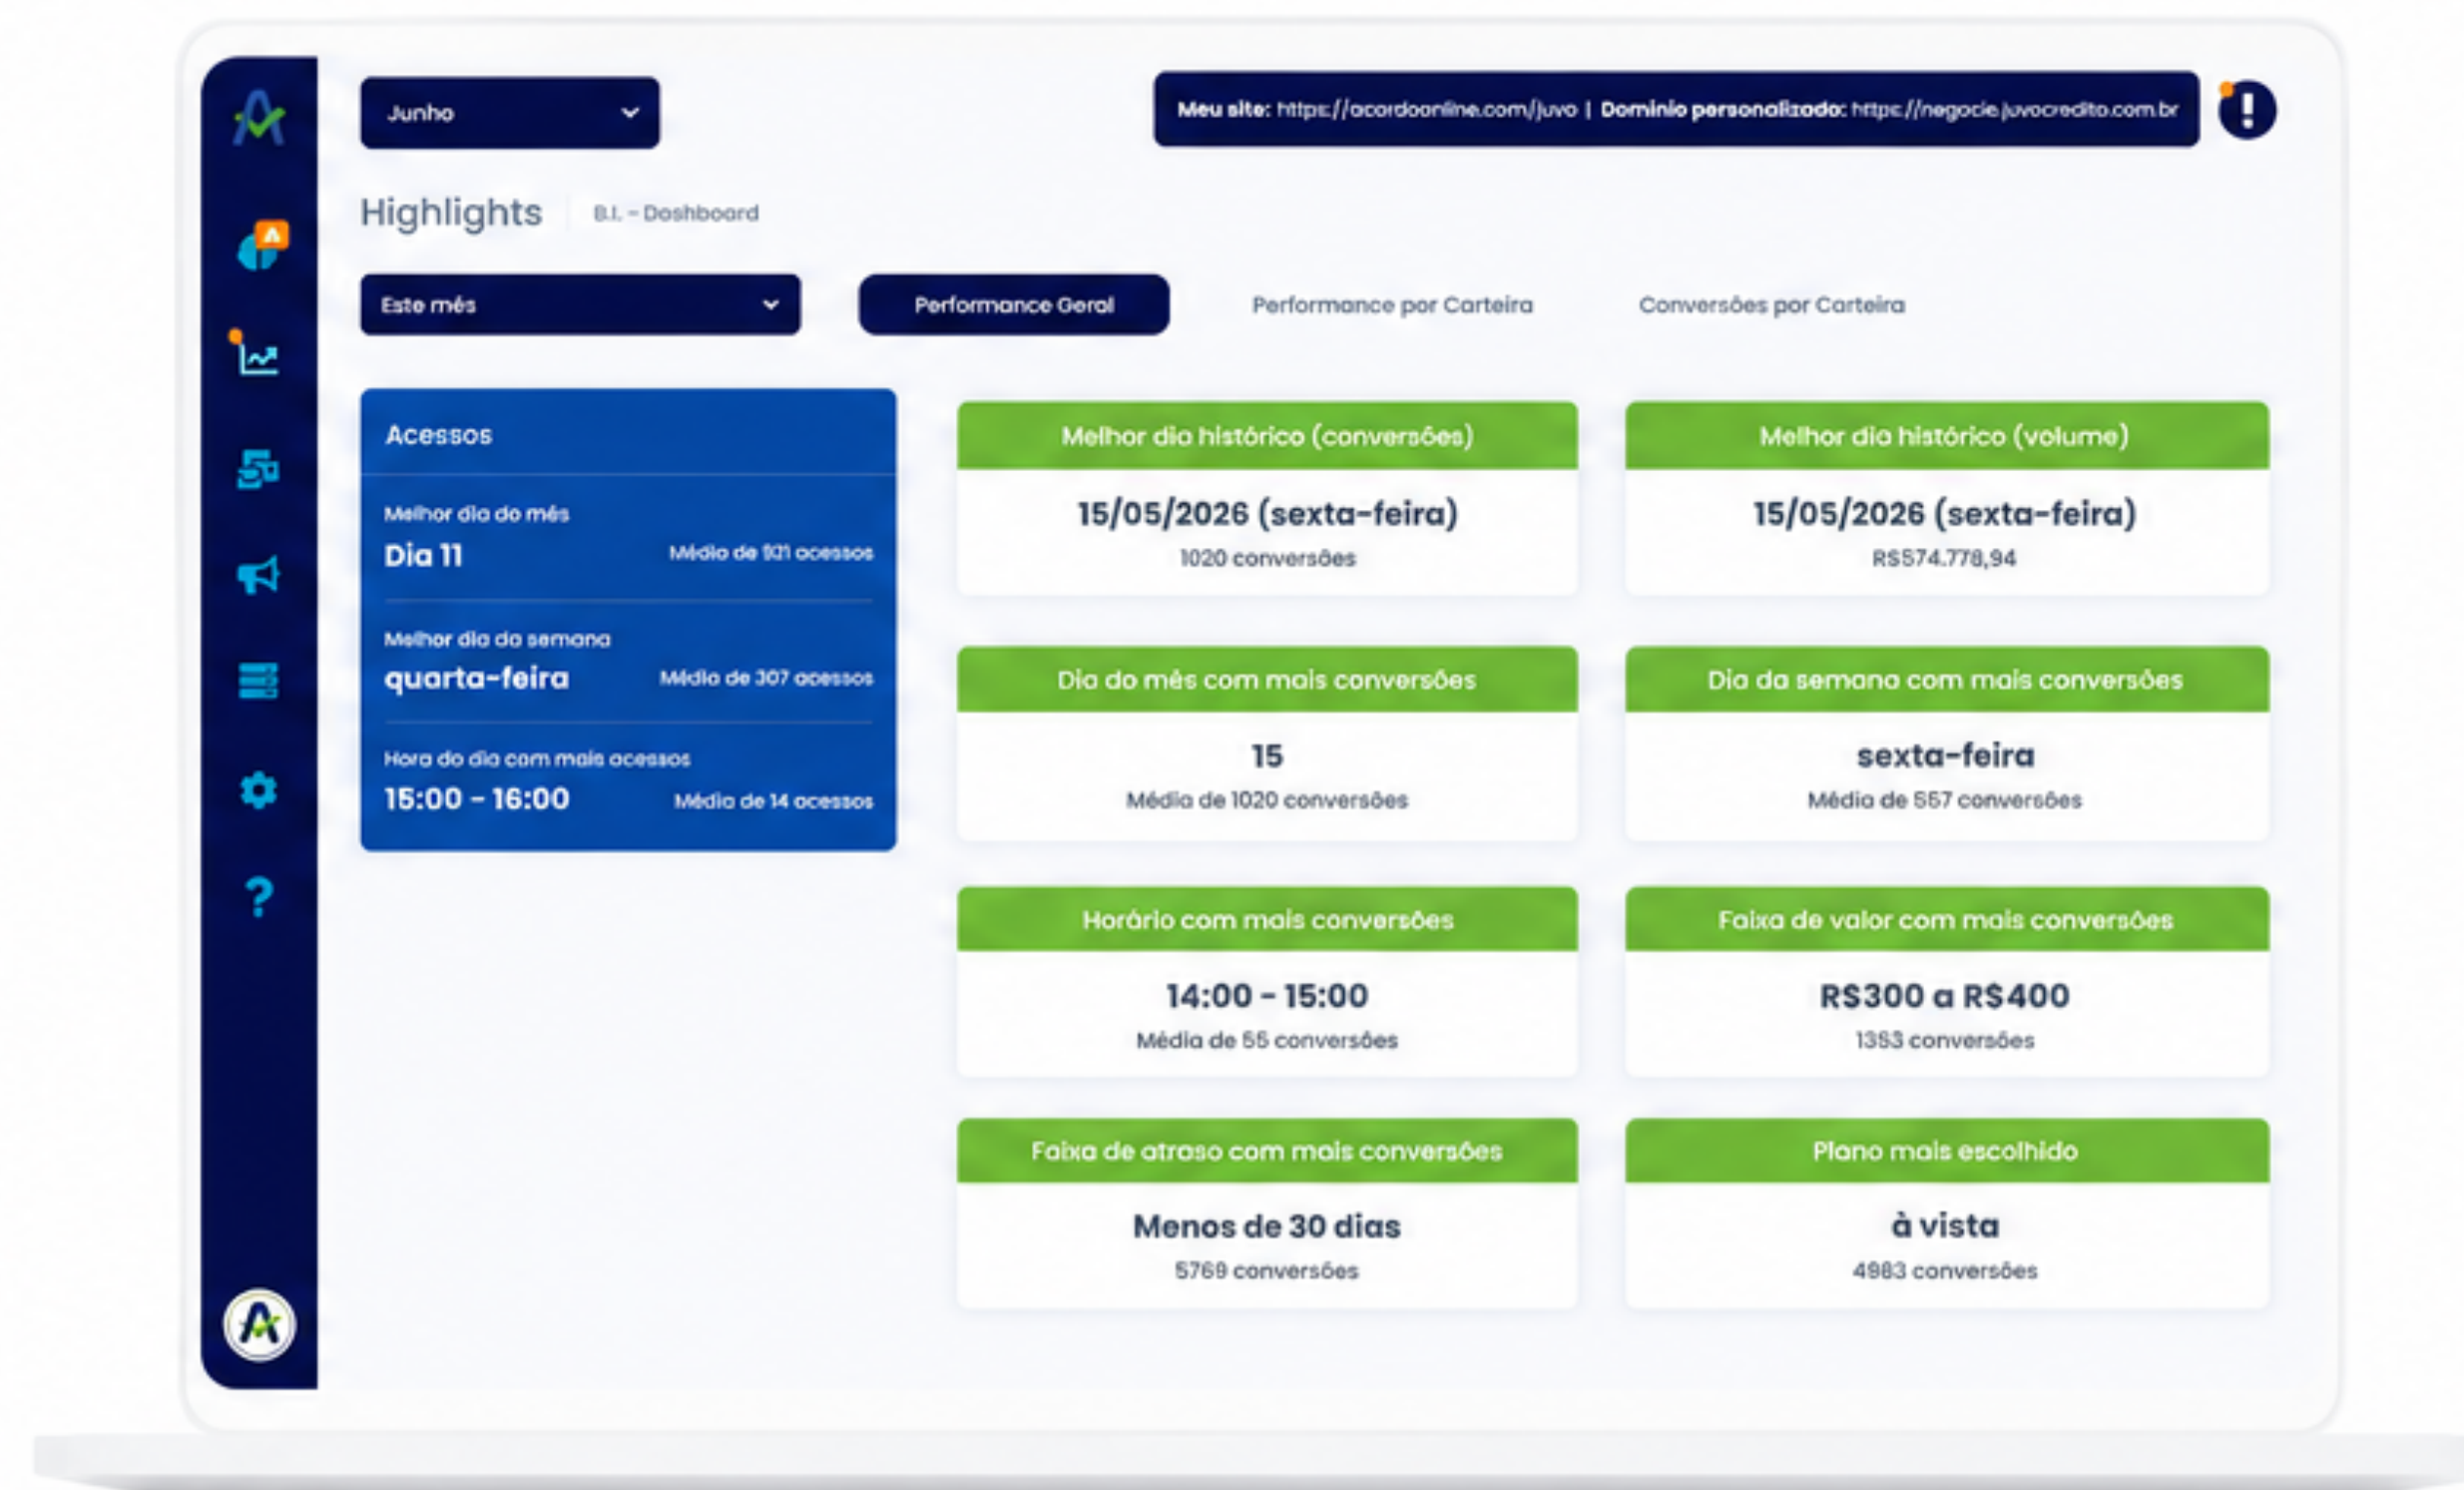 Junho
Meu site: https://acordoonline.com/juvo | Domínio personalizado: https://negocie.juvocredito.com.br
Highlights
B.I. - Dashboard
Este mês
Performance Geral
Performance por Carteira
Conversões por Carteira
Acessos
Melhor dia do mês
Dia 11
Média de acessos
Melhor dia da semana
quarta-feira
Média de 307 acessos
Hora do dia com mais acessos
15:00 - 16:00
Média de 14 acessos
Melhor dia histórico (conversões)
15/05/2026 (sexta-feira)
1020 conversões
Melhor dia histórico (volume)
15/05/2026 (sexta-feira)
R$574.778,94
Dia do mês com mais conversões
15
Média de 1020 conversões
Dia da semana com mais conversões
sexta-feira
Média de 557 conversões
Horário com mais conversões
14:00 - 15:00
Média de 55 conversões
Faixa de valor com mais conversões
R$300 a R$400
1353 conversões
Faixa de atraso com mais conversões
Menos de 30 dias
5769 conversões
Plano mais escolhido
à vista
4983 conversões